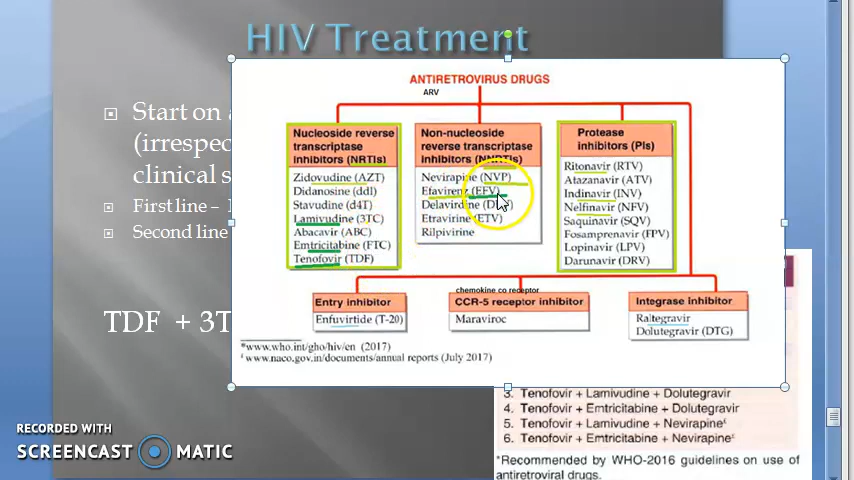 HIV Treatment
Start on a
(irrespec
clinical s
First line –
Second line
TDF + 3T
ANTIRETROVIRUS DRUGS
ARV
Nucleoside reverse
transcriptase
inhibitors (NRTIs)
Zidovudine (AZT)
Didanosine (ddI)
Stavudine (d4T)
Lamivudine (3TC)
Abacavir (ABC)
Emtricitabine (FTC)
Tenofovir (TDF)
Non-nucleoside
reverse transcriptase
inhibitors (NNRTIs)
Nevirapine (NVP)
Efavirenz (EFV)
Delavirdine
Etravirine (ETV)
Rilpivirine
Protease
inhibitors (PIs)
Ritonavir (RTV)
Atazanavir (ATV)
Indinavir (INV)
Nelfinavir (NFV)
Saquinavir (SQV)
Fosamprenavir (FPV)
Lopinavir (LPV)
Darunavir (DRV)
Entry inhibitor
Enfuvirtide (T-20)
chemokine co receptor
CCR-5 receptor inhibitor
Maraviroc
Integrase inhibitor
Raltegravir
Dolutegravir (DTG)
*www.who.int/gho/hiv/en (2017)
www.naco.gov.in/documents/annual reports (July 2017)
3. Tenofovir + Lamivudine + Dolutegravir
4. Tenofovir + Emtricitabine + Dolutegravir
5. Tenofovir + Lamivudine + Nevirapine£
6. Tenofovir + Emtricitabine + Nevirapine£
*Recommended by WHO-2016 guidelines on use of
antiretroviral drugs.
RECORDED WITH
SCREENCAST MATIC